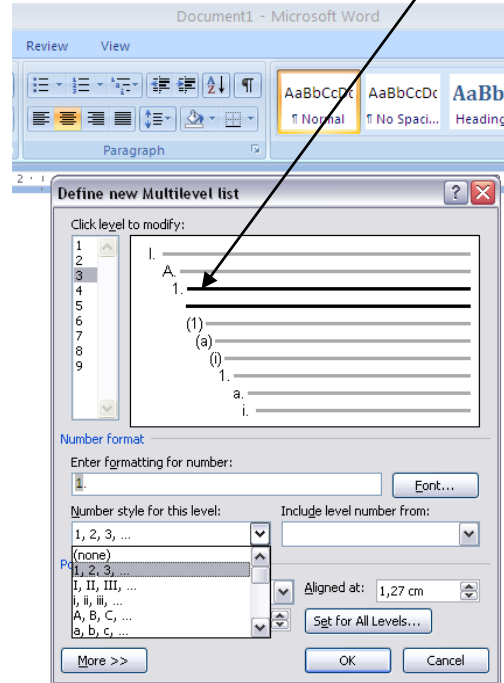 Document1 - Microsoft Word
Review View
AaBbCcDc AaBbCcDc AaBb
¶ Normal ¶ No Spaci... Heading
Paragraph
2
Define new Multilevel list
Click level to modify:
1
2
3
4
5
6
7
8
9
I.
A.
1.
(1)
(a)
(i)
1.
a.
i.
Number format
Enter formatting for number:
1. Font...
Number style for this level: Include level number from:
1, 2, 3, ...
(none)
1, 2, 3, ...
I, II, III, ...
i, ii, iii, ...
A, B, C, ...
a, b, c, ...
Aligned at: 1,27 cm
Set for All Levels...
More >> OK Cancel